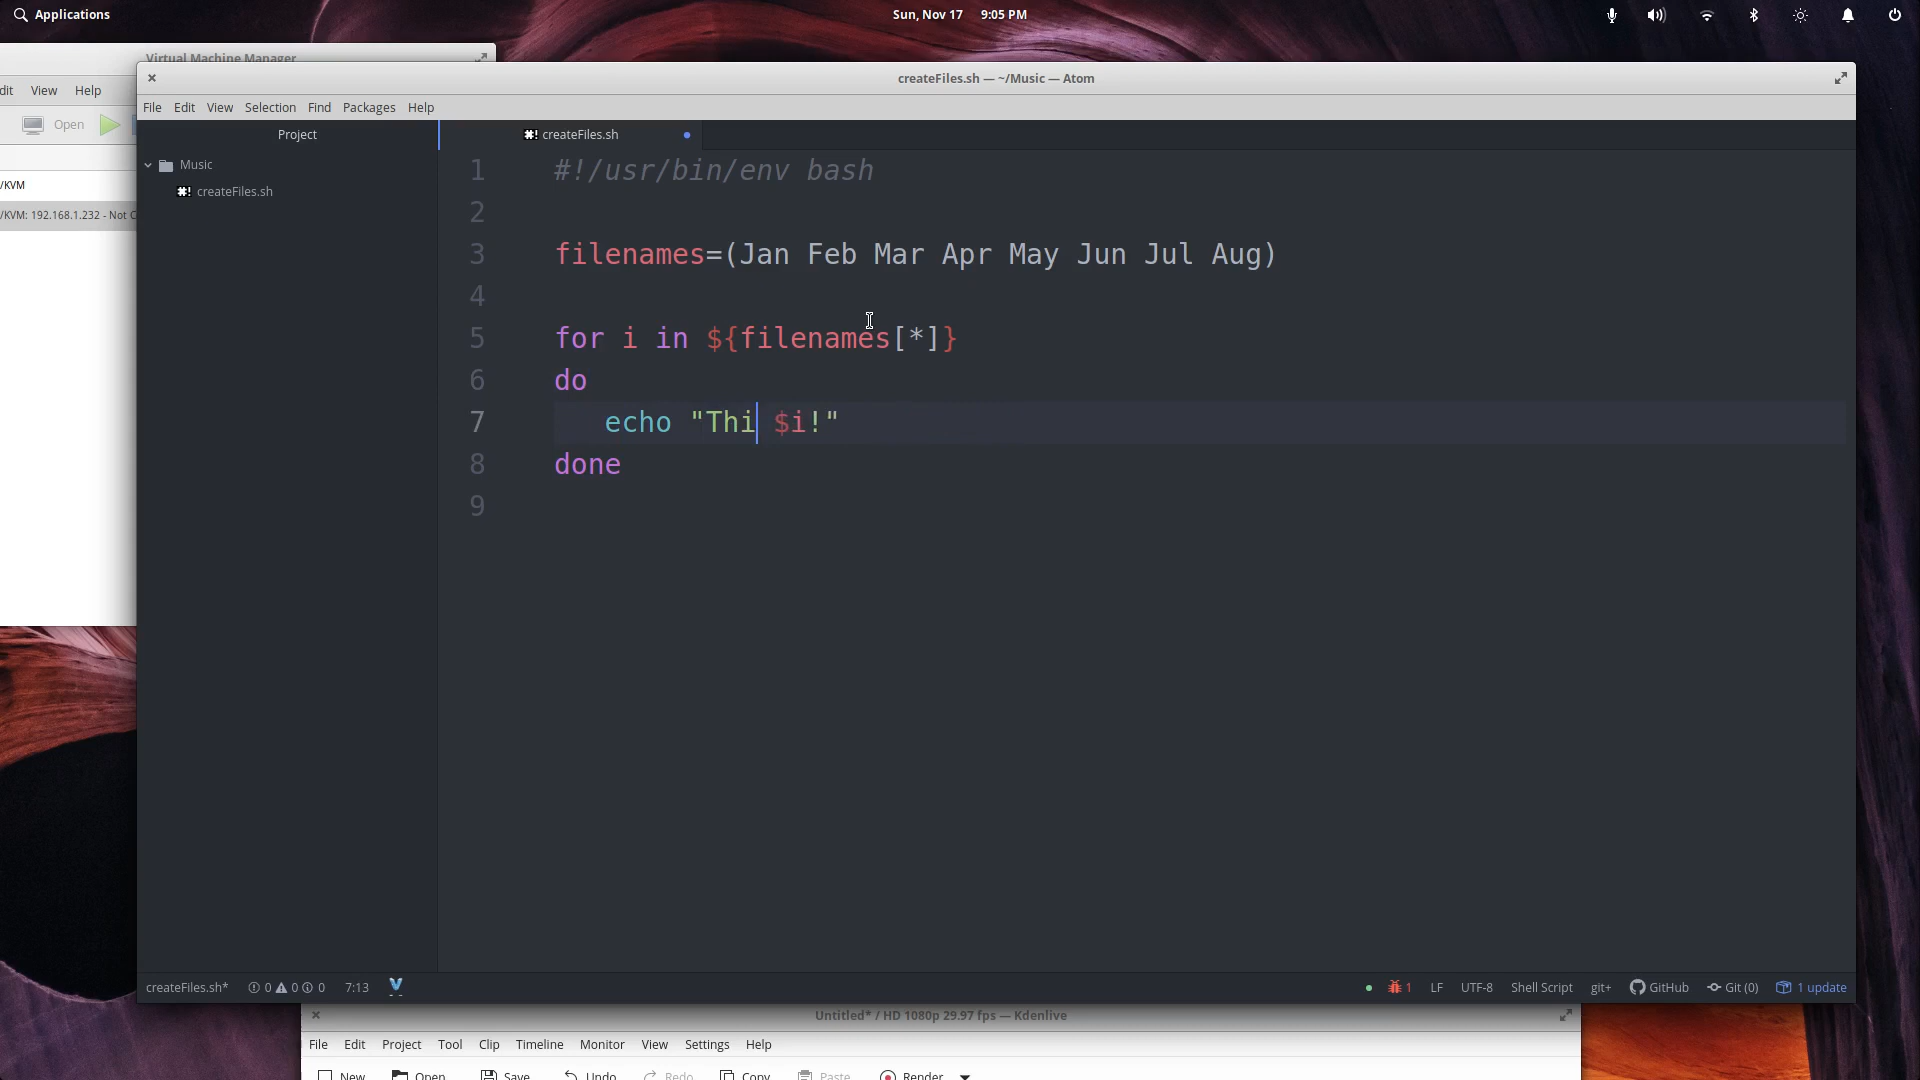 Applications
Sun, Nov 17 9:05 PM
Virtual Machine Manager
dit View Help
Open
/KVM
/KVM: 192.168.1.232 - Not C
createFiles.sh — ~/Music — Atom
File Edit View Selection Find Packages Help
Project
Music
createFiles.sh
createFiles.sh
1 #!/usr/bin/env bash
2
3 filenames=(Jan Feb Mar Apr May Jun Jul Aug)
4
5 for i in ${filenames[*]}
6 do
7 echo "Thi $i!"
8 done
9
createFiles.sh* 0 0 0 7:13
1 LF UTF-8 Shell Script git+ GitHub Git (0) 1 update
Untitled* / HD 1080p 29.97 fps — Kdenlive
File Edit Project Tool Clip Timeline Monitor View Settings Help
New Open Save Undo Redo Copy Paste Render